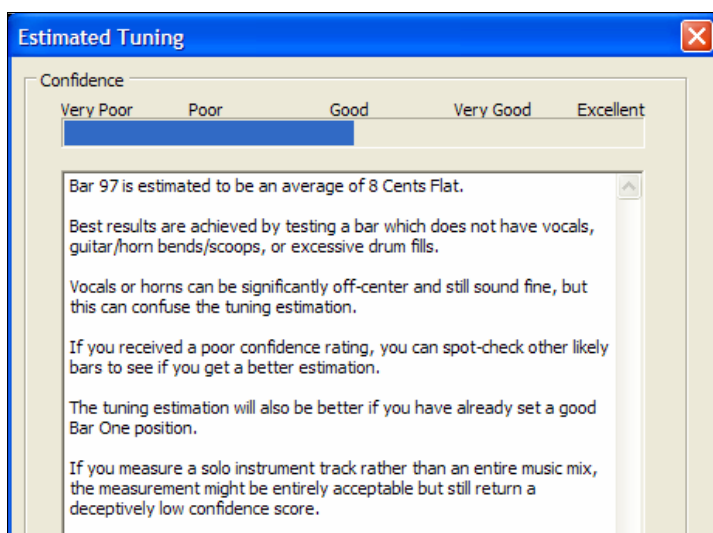 Estimated Tuning
Confidence
Very Poor Poor Good Very Good Excellent
Bar 97 is estimated to be an average of 8 Cents Flat.
Best results are achieved by testing a bar which does not have vocals,
guitar/horn bends/scoops, or excessive drum fills.
Vocals or horns can be significantly off-center and still sound fine, but
this can confuse the tuning estimation.
If you received a poor confidence rating, you can spot-check other likely
bars to see if you get a better estimation.
The tuning estimation will also be better if you have already set a good
Bar One position.
If you measure a solo instrument track rather than an entire music mix,
the measurement might be entirely acceptable but still return a
deceptively low confidence score.